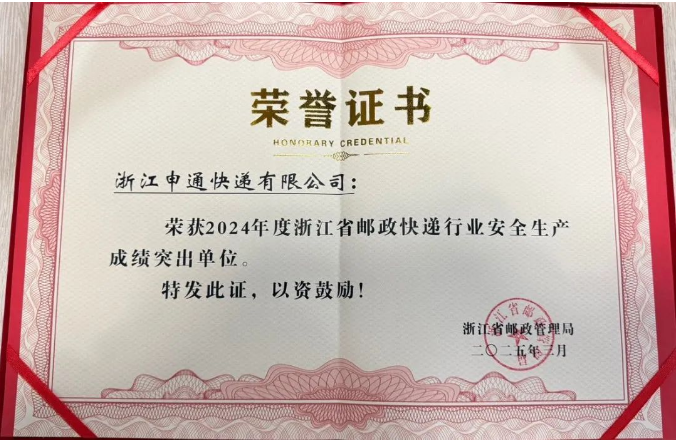 荣誉证书
HONORARY CREDENTIAL
浙江申通快递有限公司：
荣获2024年度浙江省邮政快递行业安全生产
成绩突出单位。
特发此证，以资鼓励！
浙江省邮政管理局
二〇二五年三月